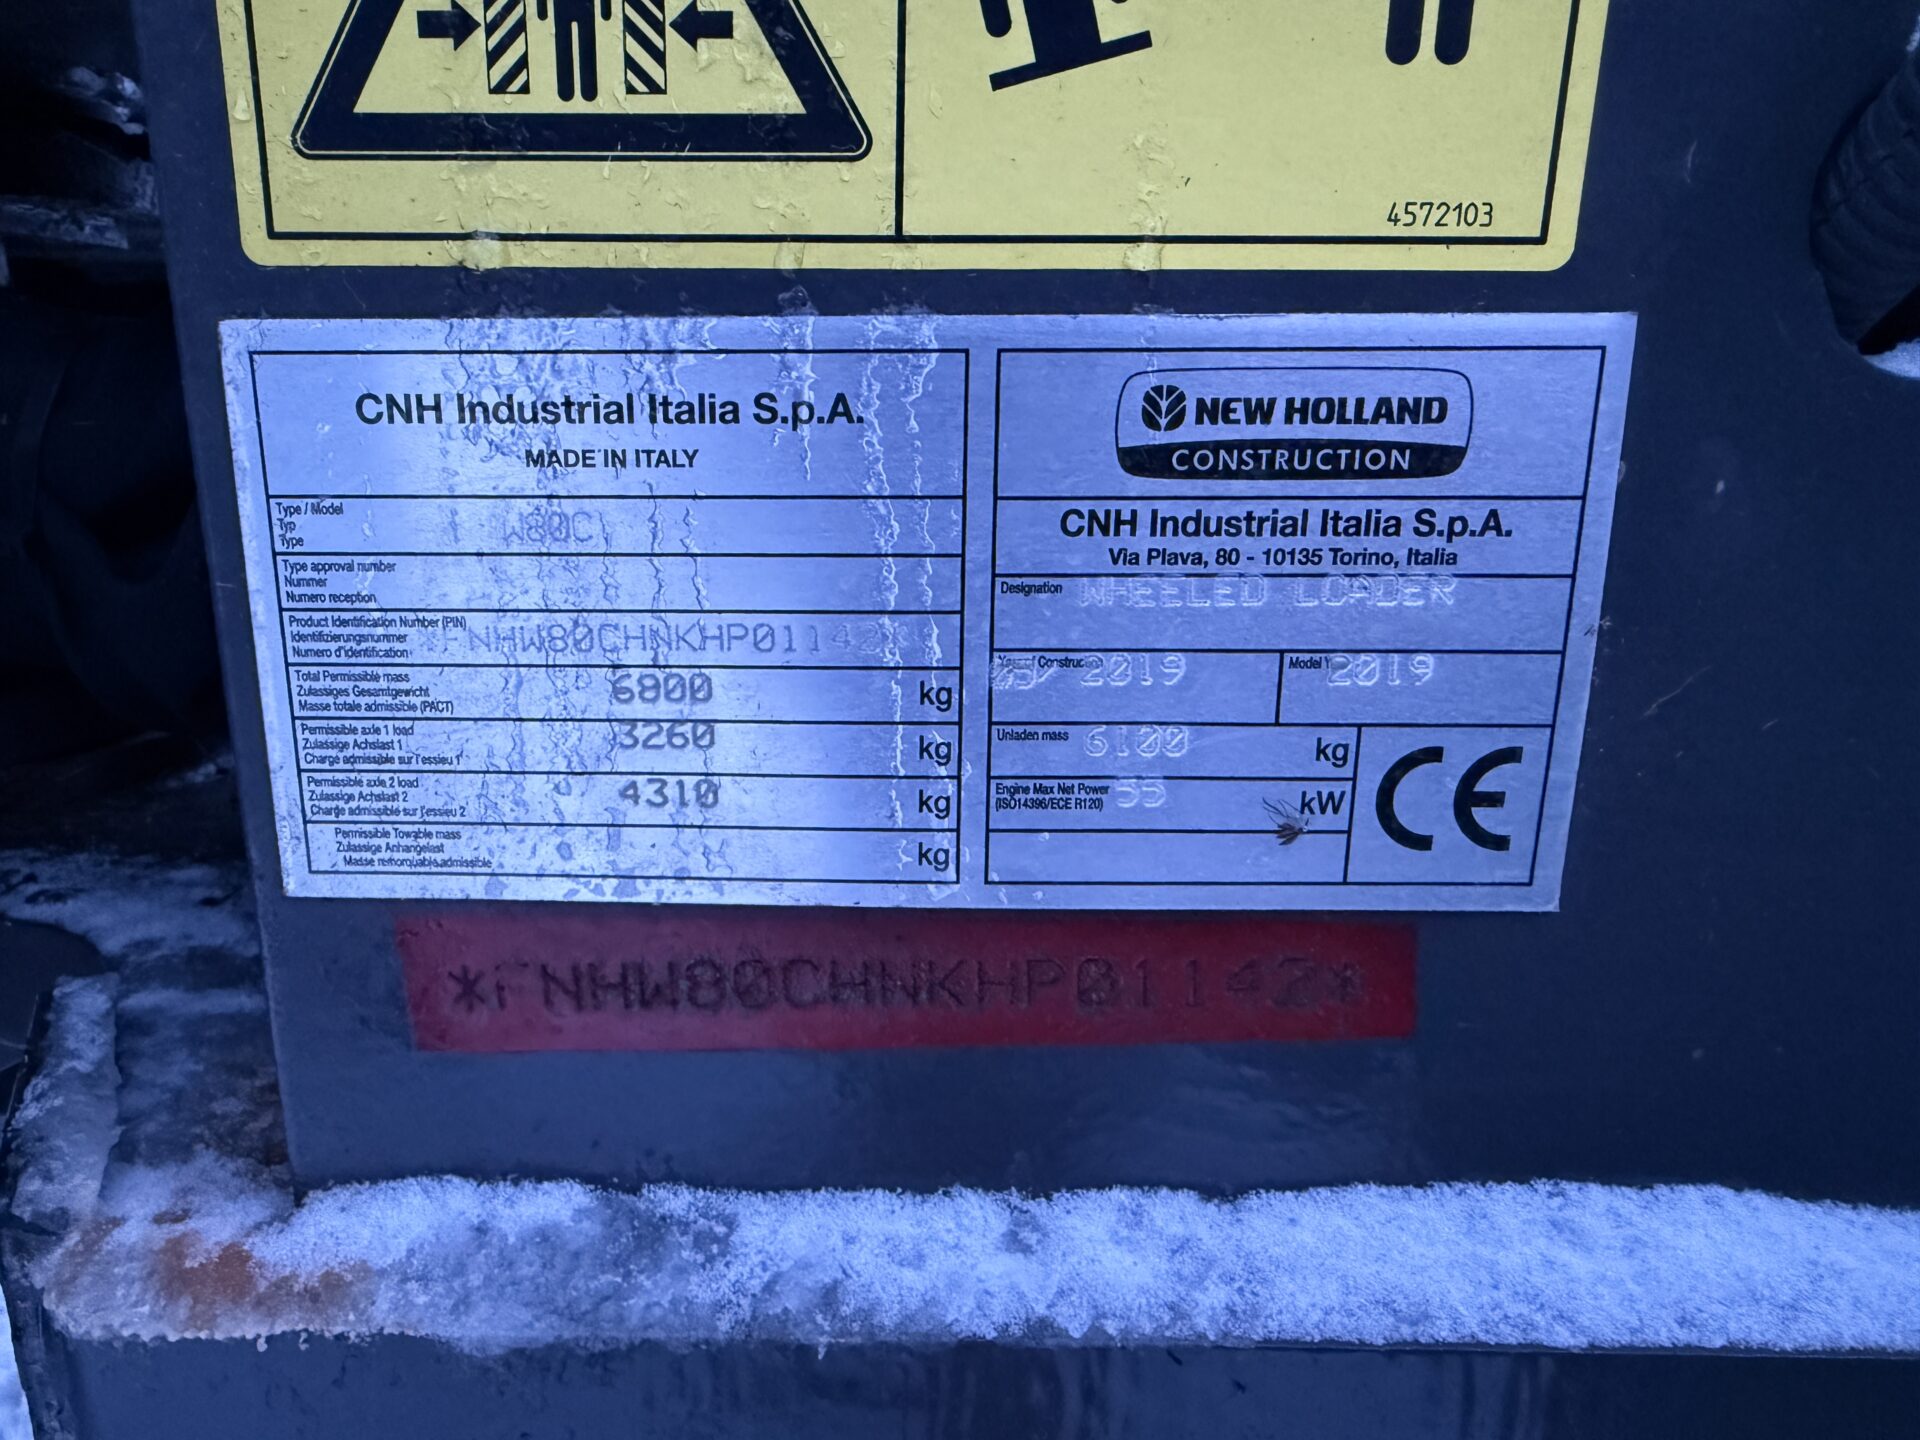 4572103
CNH Industrial Italia S.p.A.
MADE IN ITALY
Type / Model
Typ
Type
W80C
Type approval number
Nummer
Numero reception
Product Identification Number (PIN)
Identifizierungsnummer
Numero d'identification
FNHW80CHNKHP01142
Total Permissible mass
Zulassiges Gesamtgewicht
Masse totale admissible (PACT)
6800 kg
Permissible axle 1 load
Zulassige Achslast 1
Charge admissible sur l'essieu 1
3260 kg
Permissible axle 2 load
Zulassige Achslast 2
Charge admissible sur l'essieu 2
4310 kg
Permissible Towable mass
Zulassige Anhangelast
Masse remorquable admissible
kg
NEW HOLLAND
CONSTRUCTION
CNH Industrial Italia S.p.A.
Via Plava, 80 - 10135 Torino, Italia
Designation WHEELED LOADER
Construction 2019
Model 2019
Unladen mass 6100 kg
Engine Max Net Power
(ISO14396/ECE R120)
55 kW
CE
*FNHW80CHNKHP01142*